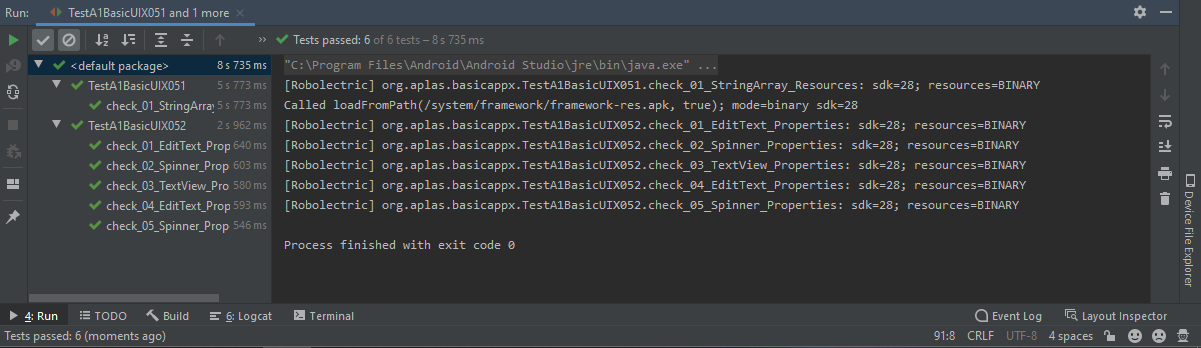 Run: TestA1BasicUIX051 and 1 more ×
» Tests passed: 6 of 6 tests – 8 s 735 ms
<default package> 8 s 735 ms
TestA1BasicUIX051 5 s 773 ms
check_01_StringArray 5 s 773 ms
TestA1BasicUIX052 2 s 962 ms
check_01_EditText_Prop 640 ms
check_02_Spinner_Prop 603 ms
check_03_TextView_Pro 580 ms
check_04_EditText_Prop 593 ms
check_05_Spinner_Prop 546 ms
"C:\Program Files\Android\Android Studio\jre\bin\java.exe" ...
[Robolectric] org.aplas.basicappx.TestA1BasicUIX051.check_01_StringArray_Resources: sdk=28; resources=BINARY
Called loadFromPath(/system/framework/framework-res.apk, true); mode=binary sdk=28
[Robolectric] org.aplas.basicappx.TestA1BasicUIX052.check_01_EditText_Properties: sdk=28; resources=BINARY
[Robolectric] org.aplas.basicappx.TestA1BasicUIX052.check_02_Spinner_Properties: sdk=28; resources=BINARY
[Robolectric] org.aplas.basicappx.TestA1BasicUIX052.check_03_TextView_Properties: sdk=28; resources=BINARY
[Robolectric] org.aplas.basicappx.TestA1BasicUIX052.check_04_EditText_Properties: sdk=28; resources=BINARY
[Robolectric] org.aplas.basicappx.TestA1BasicUIX052.check_05_Spinner_Properties: sdk=28; resources=BINARY
Process finished with exit code 0
Device File Explorer
4: Run TODO Build 6: Logcat Terminal Event Log Layout Inspector
Tests passed: 6 (moments ago) 91:8 CRLF UTF-8 4 spaces